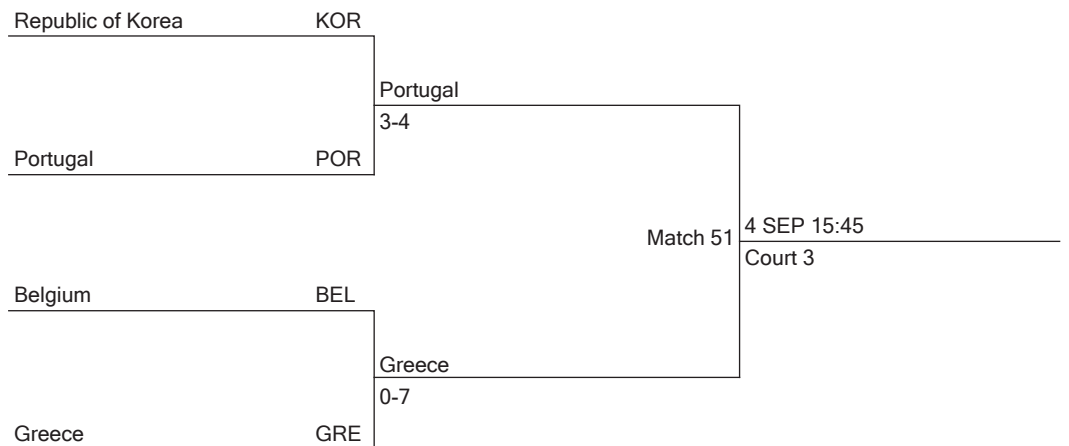 Republic of Korea KOR
Portugal
3-4
Portugal POR
Match 51
4 SEP 15:45
Court 3
Belgium BEL
Greece
0-7
Greece GRE